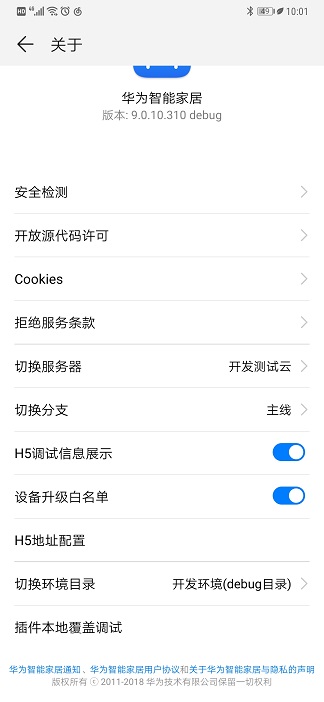 HD 4G 49 10:01
关于
华为智能家居
版本: 9.0.10.310 debug
安全检测
开放源代码许可
Cookies
拒绝服务条款
切换服务器 开发测试云
切换分支 主线
H5调试信息展示
设备升级白名单
H5地址配置
切换环境目录 开发环境(debug目录)
插件本地覆盖调试
华为智能家居通知、华为智能家居用户协议和关于华为智能家居与隐私的声明
版权所有 ⓒ 2011-2018 华为技术有限公司保留一切权利